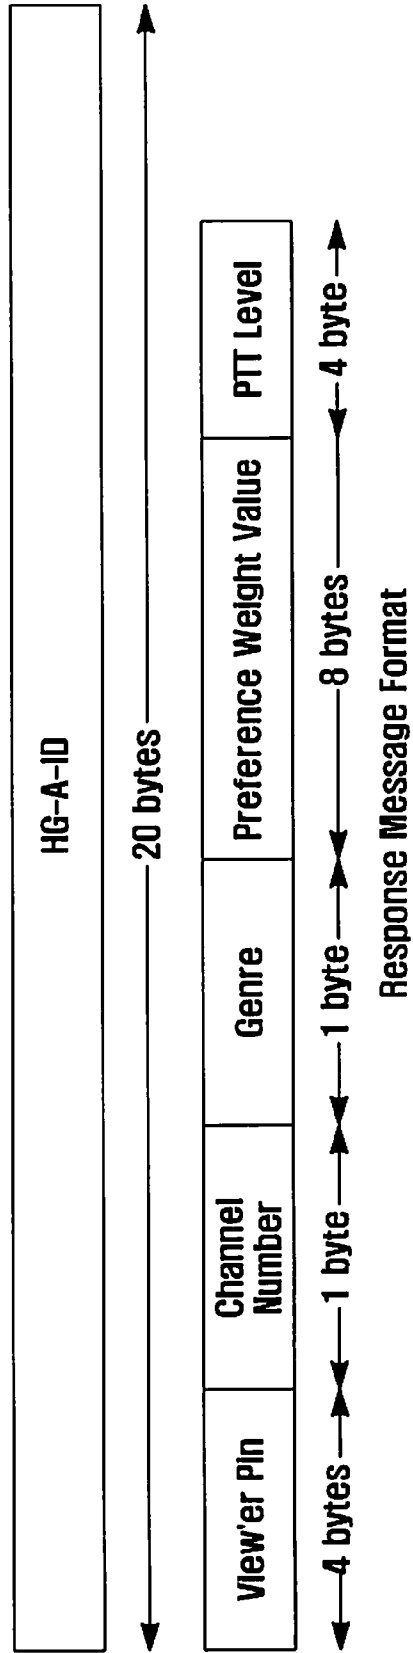 HG-A-ID
20 bytes
View'er Pin
Channel
Number
Genre
Preference Weight Value
PTT Level
4 bytes
1 byte
1 byte
8 bytes
4 byte
Response Message Format